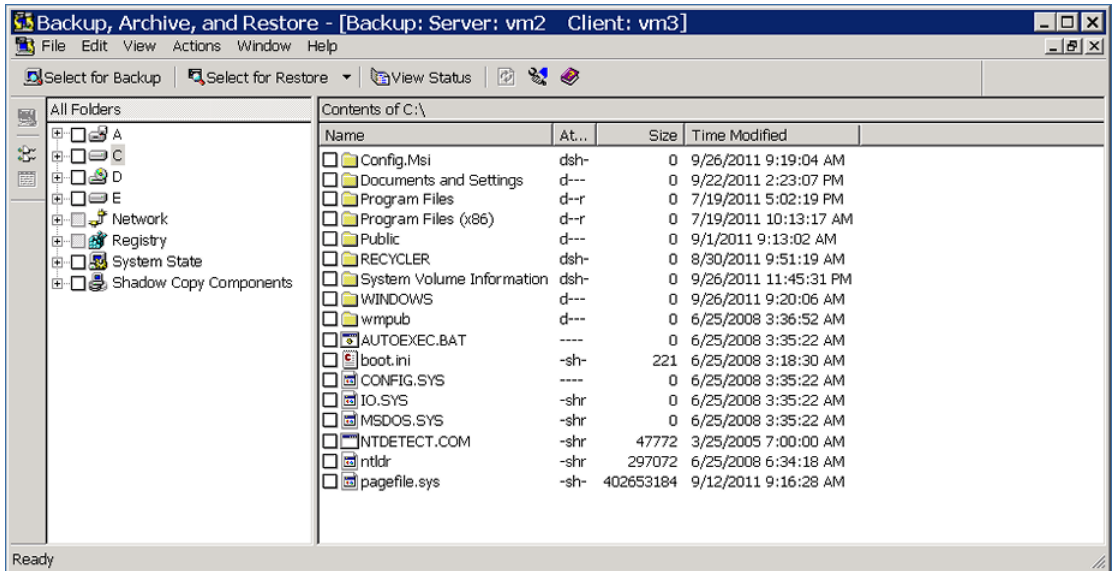 Backup, Archive, and Restore - [Backup: Server: vm2 Client: vm3]
File Edit View Actions Window Help
Select for Backup Select for Restore View Status
All Folders
A
C
D
E
Network
Registry
System State
Shadow Copy Components
Contents of C:\
Name At... Size Time Modified
Config.Msi dsh- 0 9/26/2011 9:19:04 AM
Documents and Settings d--- 0 9/22/2011 2:23:07 PM
Program Files d--r 0 7/19/2011 5:02:19 PM
Program Files (x86) d--r 0 7/19/2011 10:13:17 AM
Public d--- 0 9/1/2011 9:13:02 AM
RECYCLER dsh- 0 8/30/2011 9:51:19 AM
System Volume Information dsh- 0 9/26/2011 11:45:31 PM
WINDOWS d--- 0 9/26/2011 9:20:06 AM
wmpub d--- 0 6/25/2008 3:36:52 AM
AUTOEXEC.BAT ---- 0 6/25/2008 3:35:22 AM
boot.ini -sh- 221 6/25/2008 3:18:30 AM
CONFIG.SYS ---- 0 6/25/2008 3:35:22 AM
IO.SYS -shr 0 6/25/2008 3:35:22 AM
MSDOS.SYS -shr 0 6/25/2008 3:35:22 AM
NTDETECT.COM -shr 47772 3/25/2005 7:00:00 AM
ntldr -shr 297072 6/25/2008 6:34:18 AM
pagefile.sys -sh- 402653184 9/12/2011 9:16:28 AM
Ready